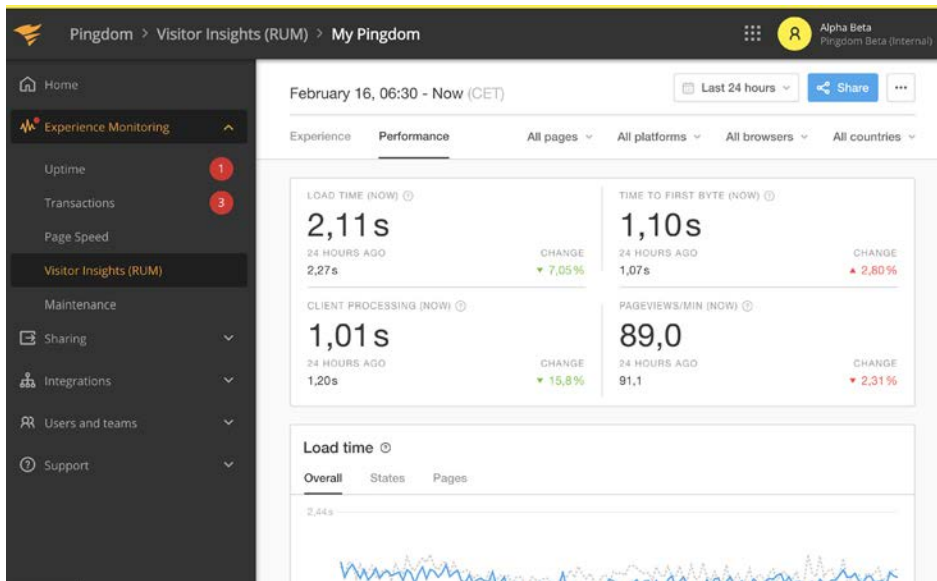 Pingdom > Visitor Insights (RUM) > My Pingdom
Alpha Beta
Pingdom Beta (Internal)
Home
Experience Monitoring
Uptime 1
Transactions 3
Page Speed
Visitor Insights (RUM)
Maintenance
Sharing
Integrations
Users and teams
Support
February 16, 06:30 - Now (CET)
Last 24 hours
Share
Experience Performance All pages All platforms All browsers All countries
LOAD TIME (NOW)
2,11s
24 HOURS AGO CHANGE
2,27s ▼ 7,05%
TIME TO FIRST BYTE (NOW)
1,10s
24 HOURS AGO CHANGE
1,07s ▲ 2,80%
CLIENT PROCESSING (NOW)
1,01s
24 HOURS AGO CHANGE
1,20s ▼ 15,8%
PAGEVIEWS/MIN (NOW)
89,0
24 HOURS AGO CHANGE
91,1 ▼ 2,31%
Load time
Overall States Pages
2,44s